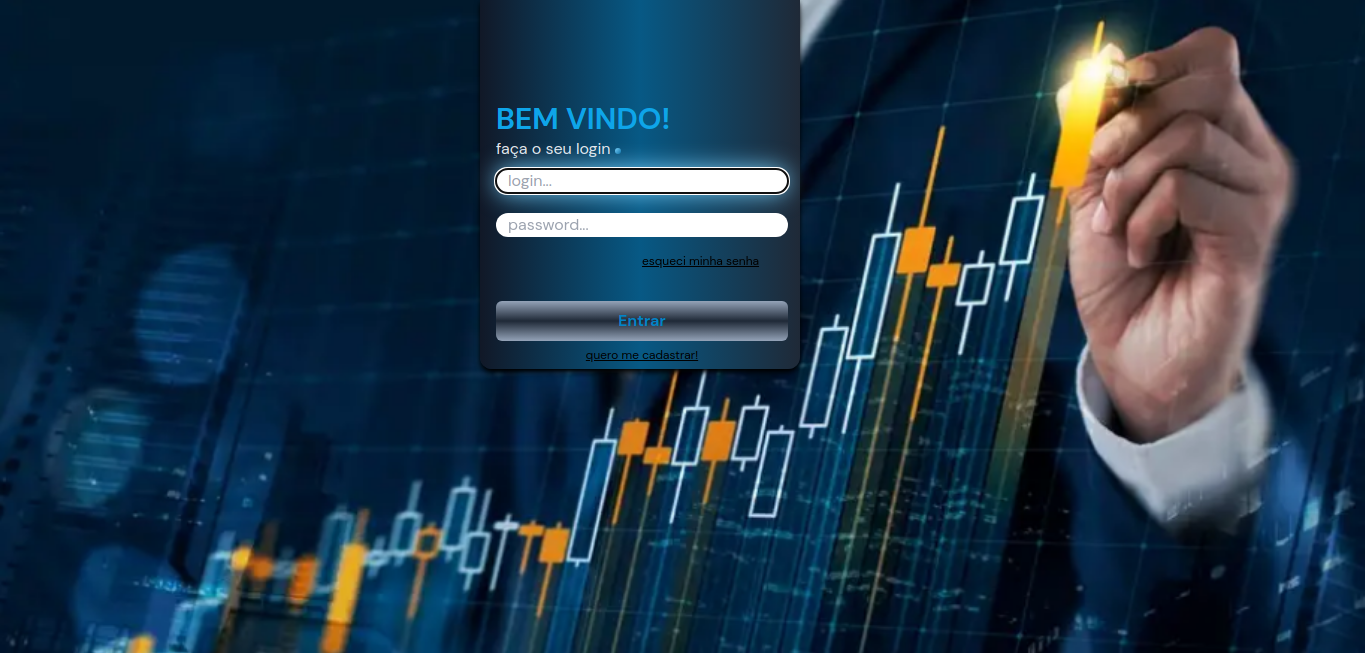 BEM VINDO!
faça o seu login
login...
password...
esqueci minha senha
Entrar
quero me cadastrar!